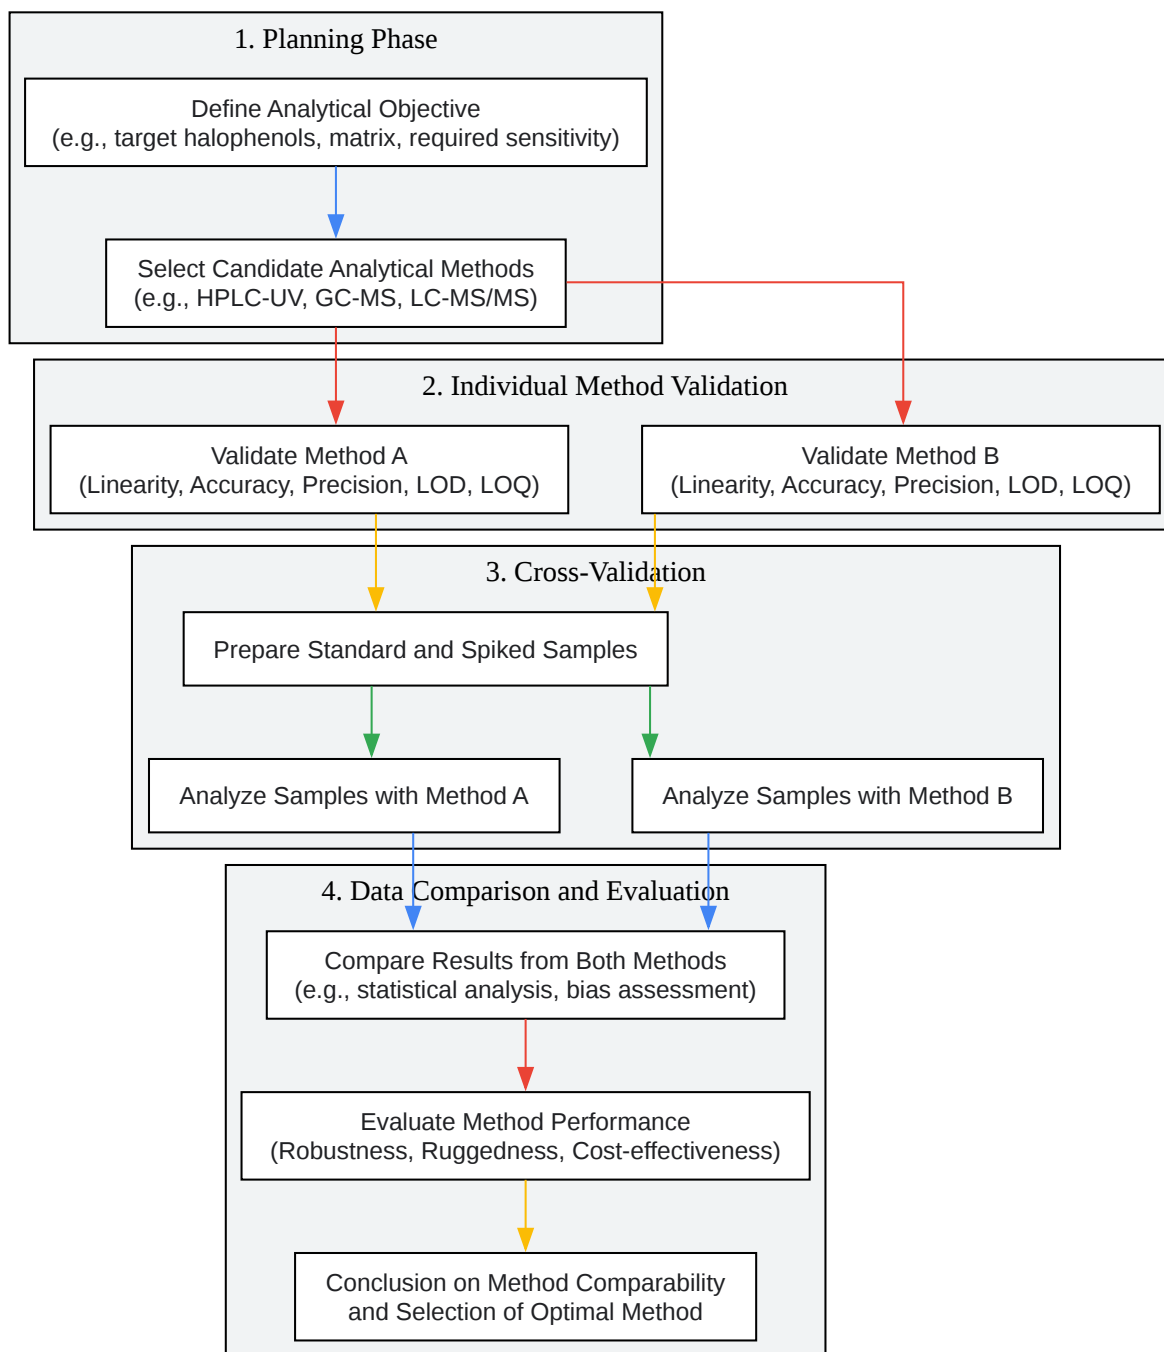 1. Planning Phase
Define Analytical Objective
(e.g., target halophenols, matrix, required sensitivity)
Select Candidate Analytical Methods
(e.g., HPLC-UV, GC-MS, LC-MS/MS)
2. Individual Method Validation
Validate Method A
(Linearity, Accuracy, Precision, LOD, LOQ)
Validate Method B
(Linearity, Accuracy, Precision, LOD, LOQ)
3. Cross-Validation
Prepare Standard and Spiked Samples
Analyze Samples with Method A
Analyze Samples with Method B
4. Data Comparison and Evaluation
Compare Results from Both Methods
(e.g., statistical analysis, bias assessment)
Evaluate Method Performance
(Robustness, Ruggedness, Cost-effectiveness)
Conclusion on Method Comparability
and Selection of Optimal Method